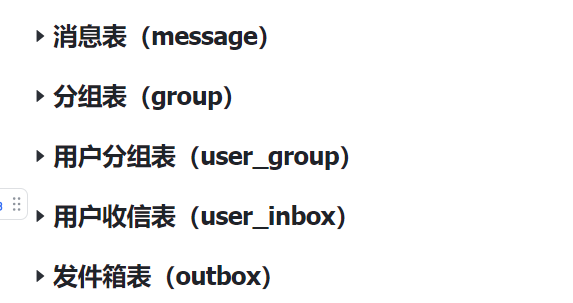 消息表（message）
分组表（group）
用户分组表（user_group）
用户收信表（user_inbox）
发件箱表（outbox）